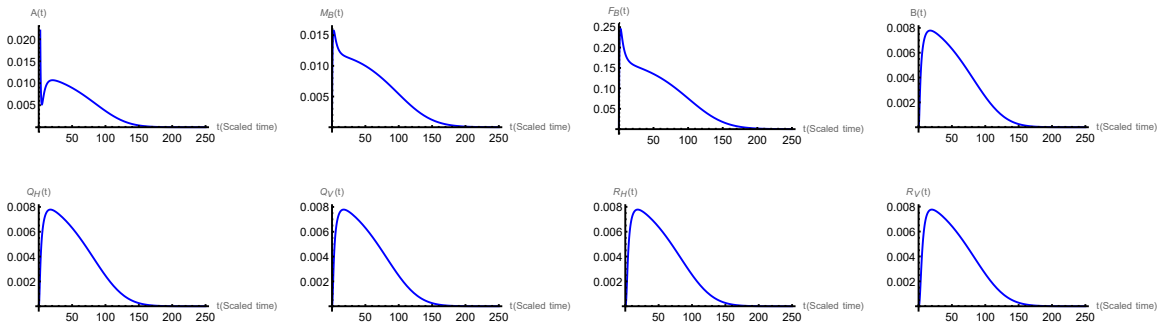 A(t)
0.020
0.015
0.010
0.005
50 100 150 200 250
t(Scaled time)
M_B(t)
0.015
0.010
0.005
50 100 150 200 250
t(Scaled time)
F_B(t)
0.25
0.20
0.15
0.10
0.05
50 100 150 200 250
t(Scaled time)
B(t)
0.008
0.006
0.004
0.002
50 100 150 200 250
t(Scaled time)
Q_H(t)
0.008
0.006
0.004
0.002
50 100 150 200 250
t(Scaled time)
Q_V(t)
0.008
0.006
0.004
0.002
50 100 150 200 250
t(Scaled time)
R_H(t)
0.008
0.006
0.004
0.002
50 100 150 200 250
t(Scaled time)
R_V(t)
0.008
0.006
0.004
0.002
50 100 150 200 250
t(Scaled time)